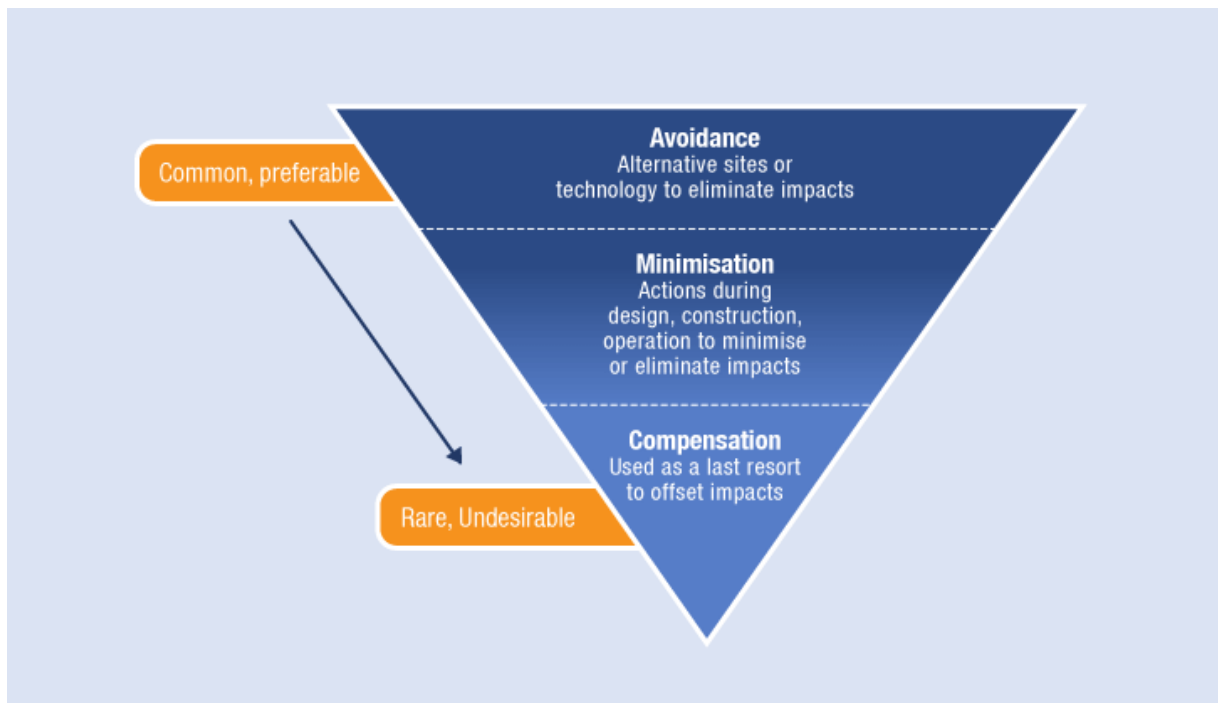 Avoidance
Alternative sites or
technology to eliminate impacts
Common, preferable
Minimisation
Actions during
design, construction,
operation to minimise
or eliminate impacts
Compensation
Used as a last resort
to offset impacts
Rare, Undesirable